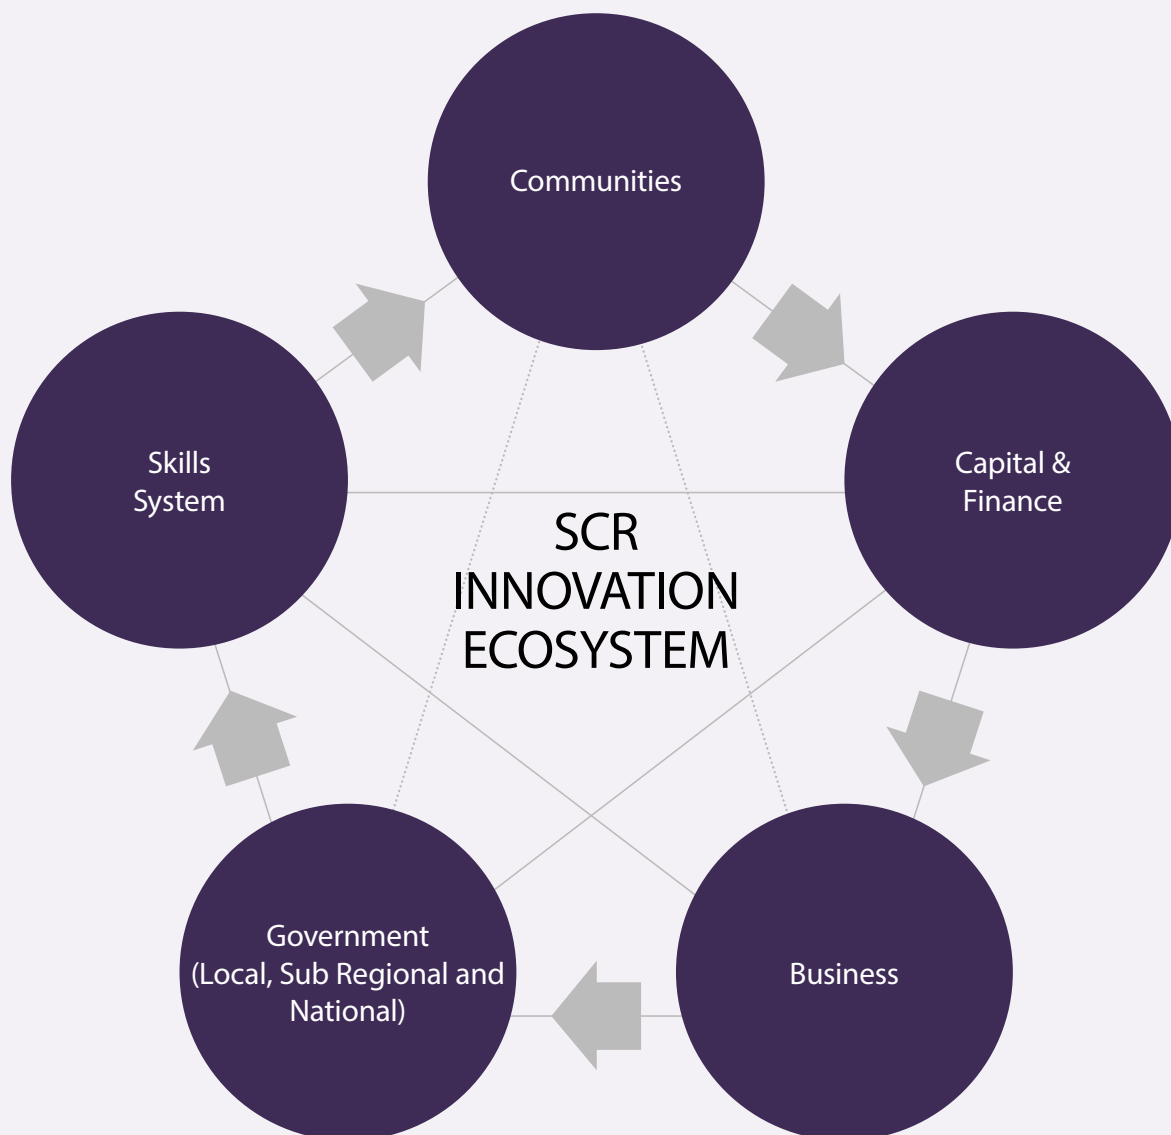 Communities
Skills
System
Capital &
Finance
SCR
INNOVATION
ECOSYSTEM
Government
(Local, Sub Regional and
National)
Business